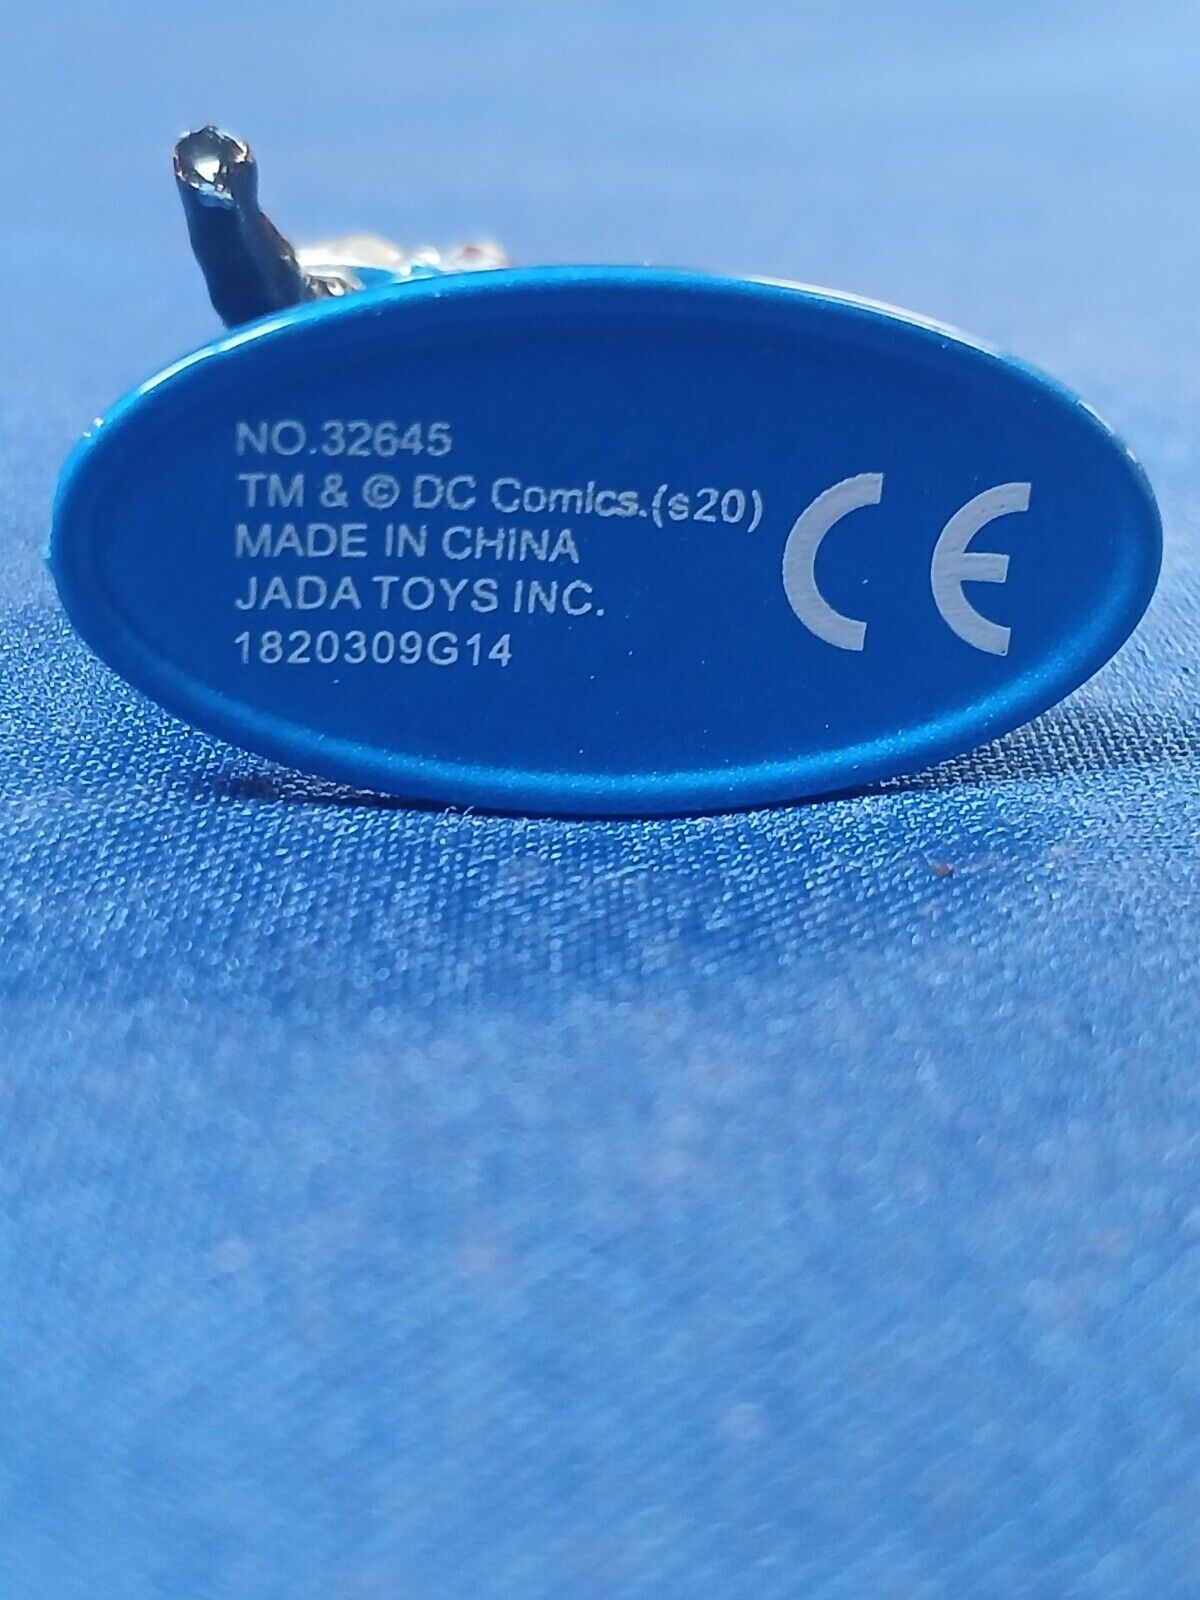 NO.32645
TM & © DC Comics.(s20)
MADE IN CHINA
JADA TOYS INC.
1820309G14
CE